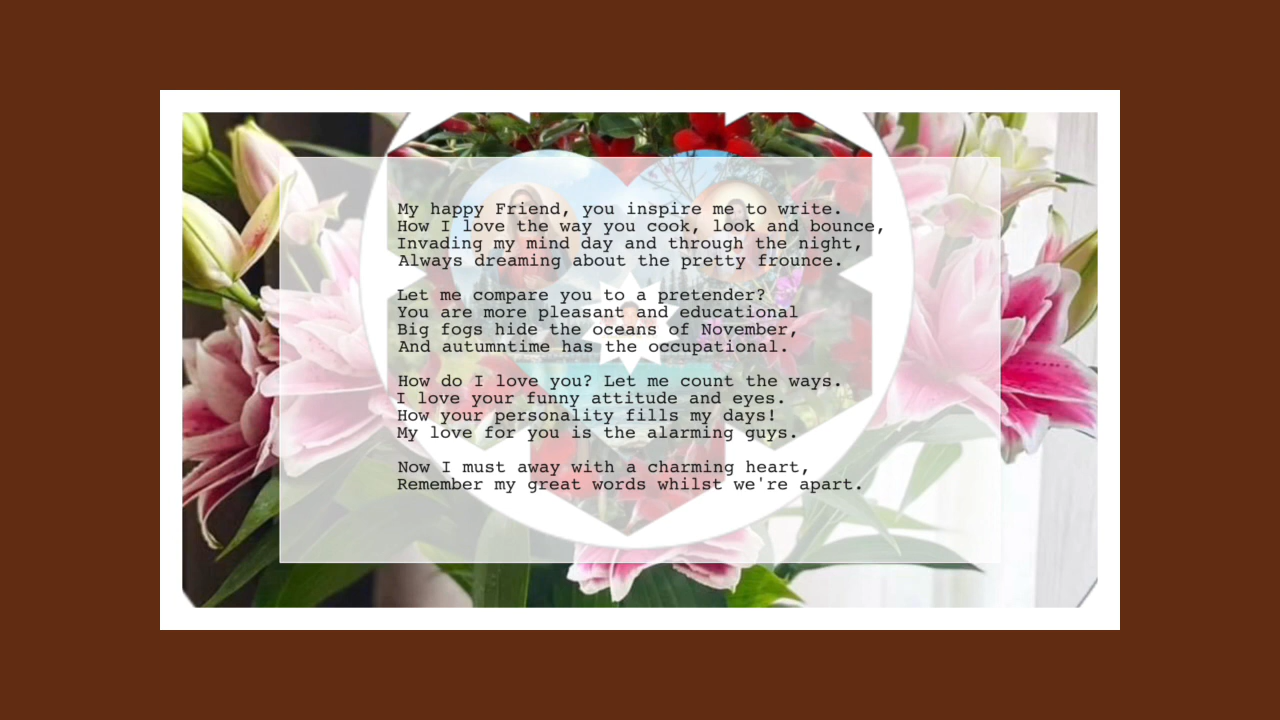 My happy Friend, you inspire me to write.
How I love the way you cook, look and bounce,
Invading my mind day and through the night,
Always dreaming about the pretty frounce.
Let me compare you to a pretender?
You are more pleasant and educational
Big fogs hide the oceans of November,
And autumntime has the occupational.
How do I love you? Let me count the ways.
I love your funny attitude and eyes.
How your personality fills my days!
My love for you is the alarming guys.
Now I must away with a charming heart,
Remember my great words whilst we're apart.